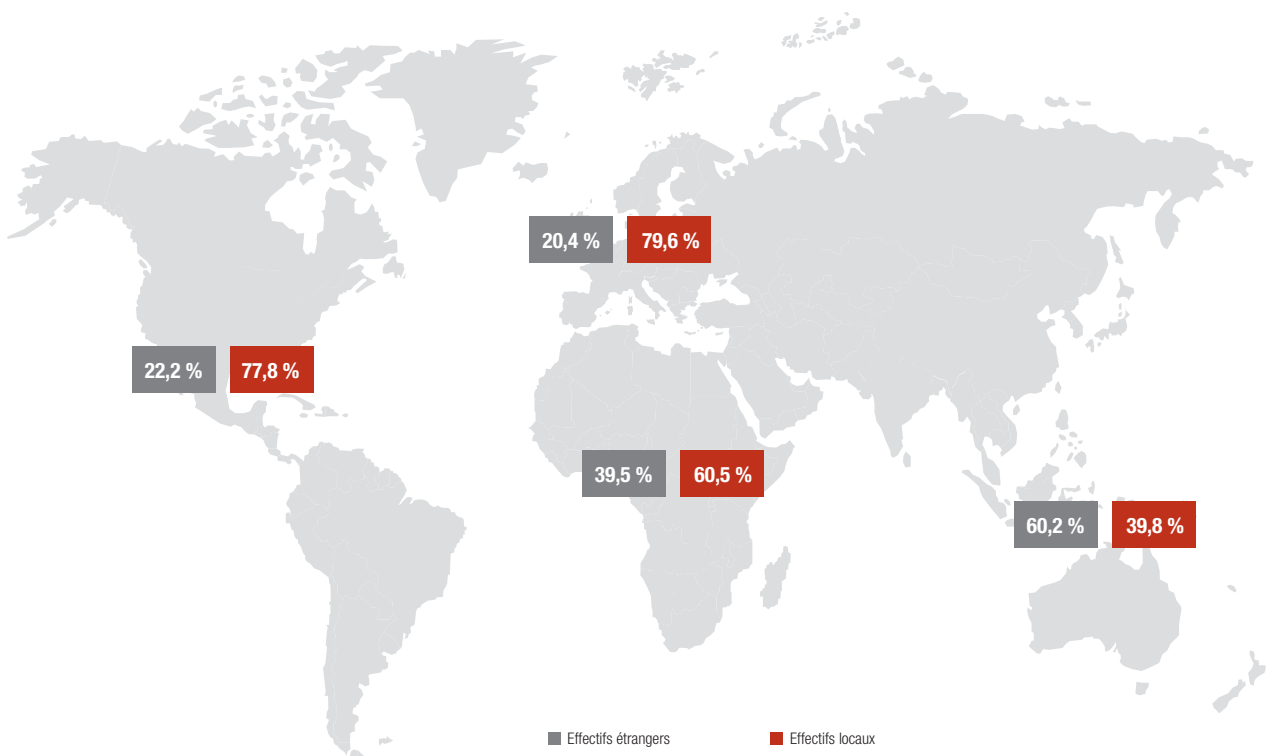 20,4 % 79,6 %
22,2 % 77,8 %
39,5 % 60,5 %
60,2 % 39,8 %
Effectifs étrangers Effectifs locaux